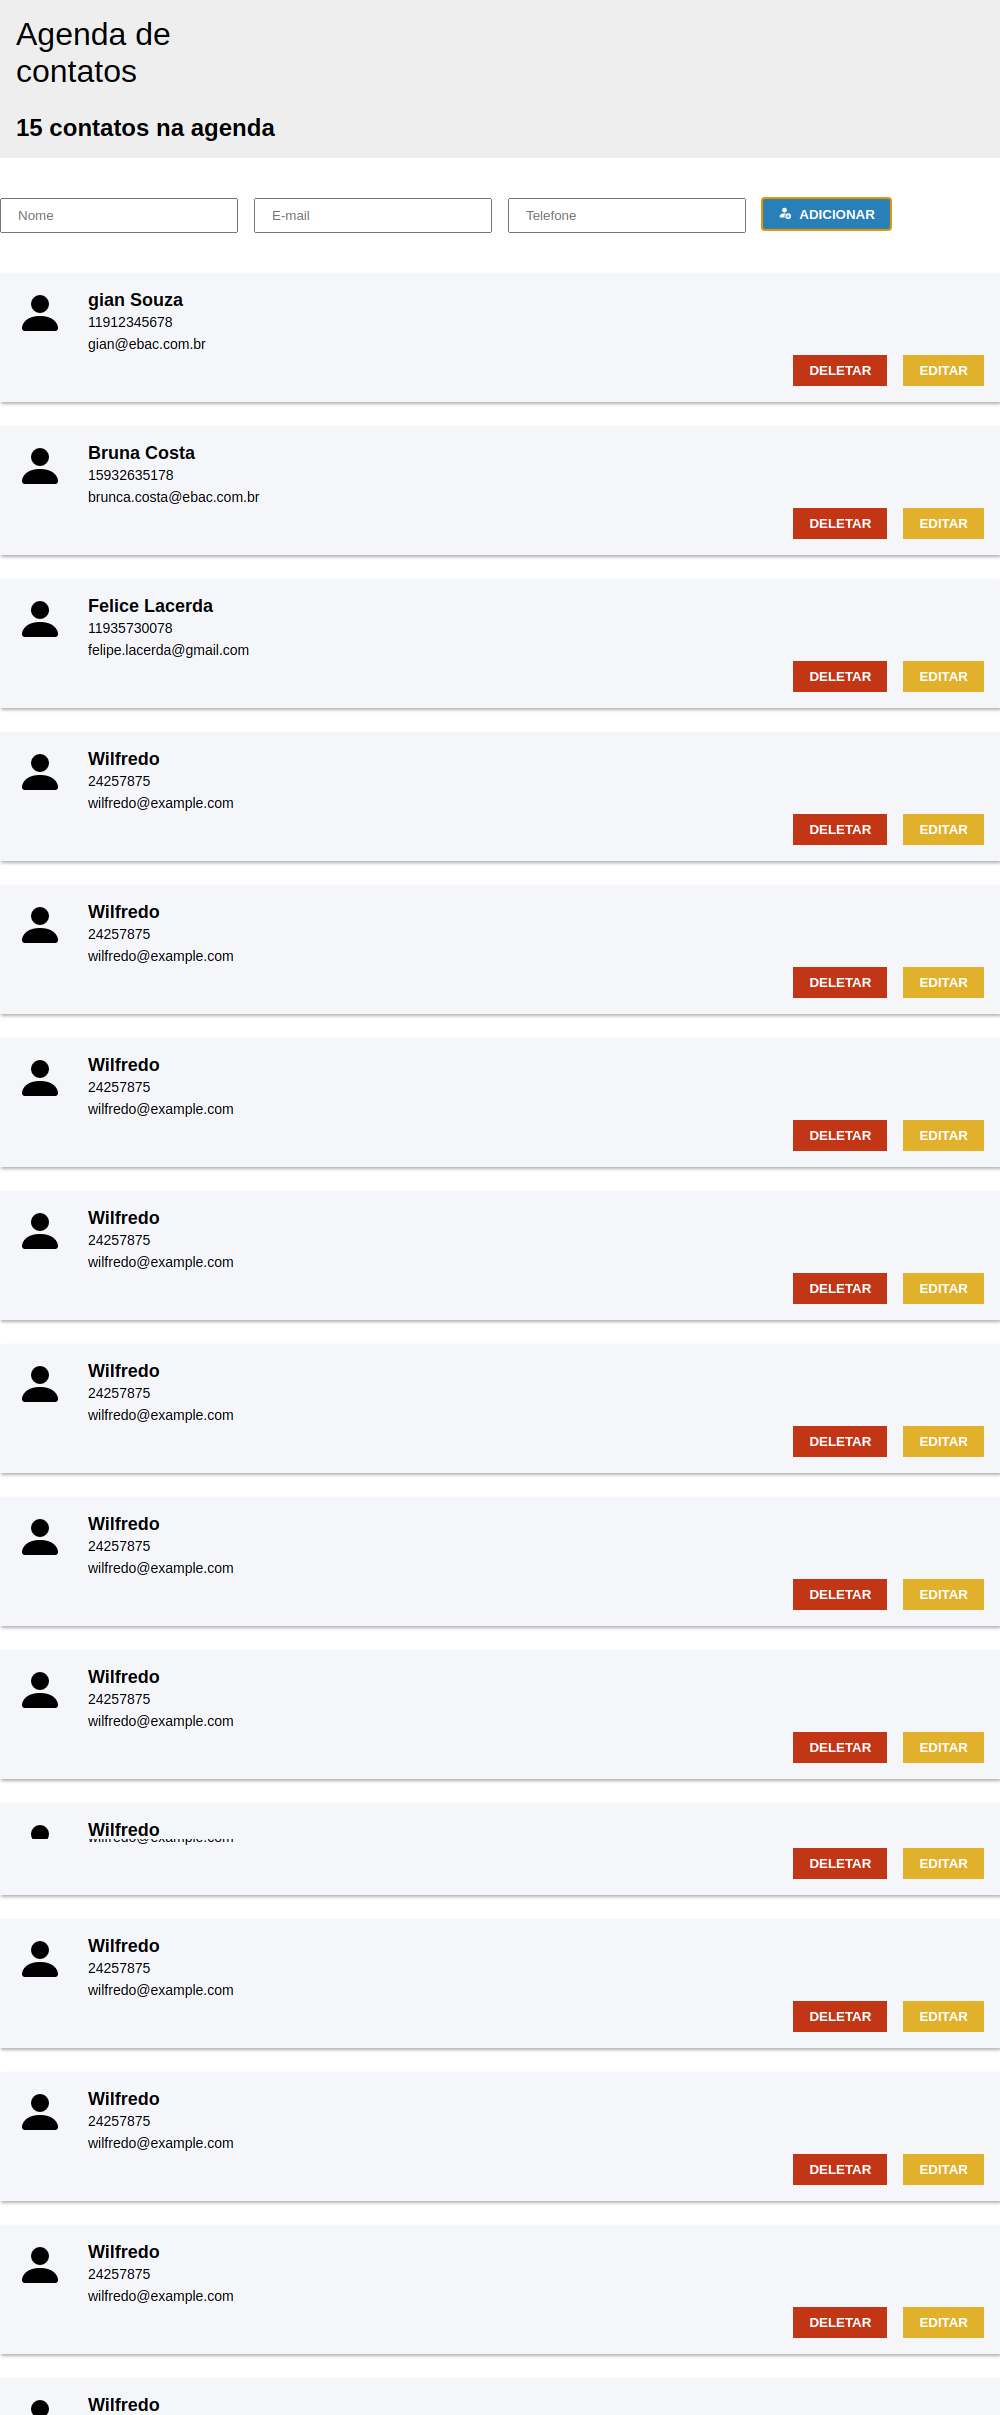 Agenda de
contatos
15 contatos na agenda
Nome
E-mail
Telefone
ADICIONAR
gian Souza
11912345678
gian@ebac.com.br
DELETAR
EDITAR
Bruna Costa
15932635178
brunca.costa@ebac.com.br
DELETAR
EDITAR
Felice Lacerda
11935730078
felipe.lacerda@gmail.com
DELETAR
EDITAR
Wilfredo
24257875
wilfredo@example.com
DELETAR
EDITAR
Wilfredo
24257875
wilfredo@example.com
DELETAR
EDITAR
Wilfredo
24257875
wilfredo@example.com
DELETAR
EDITAR
Wilfredo
24257875
wilfredo@example.com
DELETAR
EDITAR
Wilfredo
24257875
wilfredo@example.com
DELETAR
EDITAR
Wilfredo
24257875
wilfredo@example.com
DELETAR
EDITAR
Wilfredo
24257875
wilfredo@example.com
DELETAR
EDITAR
Wilfredo
DELETAR
EDITAR
Wilfredo
24257875
wilfredo@example.com
DELETAR
EDITAR
Wilfredo
24257875
wilfredo@example.com
DELETAR
EDITAR
Wilfredo
24257875
wilfredo@example.com
DELETAR
EDITAR
Wilfredo